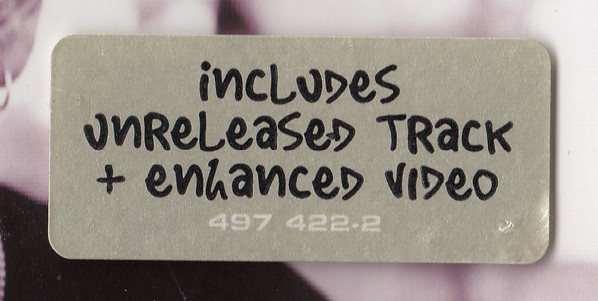 incLUDes
UNReLeaseD TRacK
+ eNhaNceD VIDeo
497 422-2